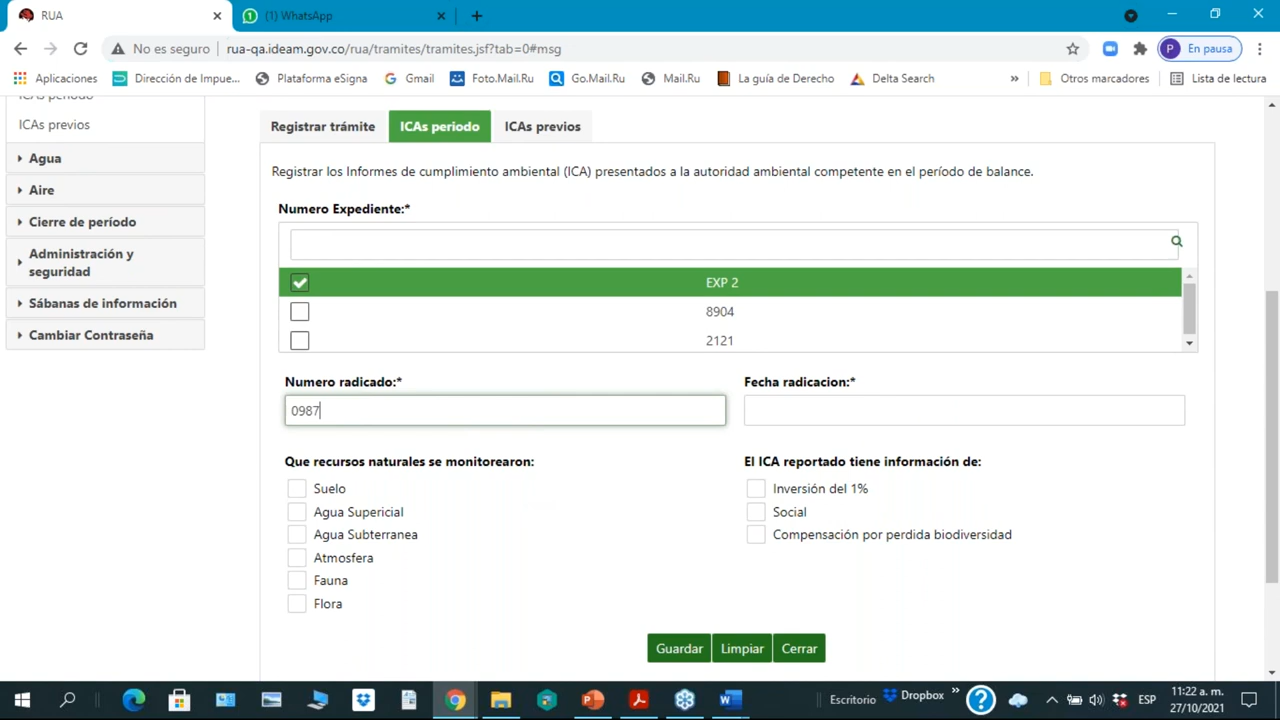 RUA
(1) WhatsApp
No es seguro
rua-qa.ideam.gov.co/rua/tramites/tramites.jsf?tab=0#msg
P En pausa
Aplicaciones
Dirección de Impue...
Plataforma eSigna
Gmail
Foto.Mail.Ru
Go.Mail.Ru
Mail.Ru
La guía de Derecho
Delta Search
»
Otros marcadores
Lista de lectura
ICAs previos
Agua
Aire
Cierre de período
Administración y
seguridad
Sábanas de información
Cambiar Contraseña
Registrar trámite
ICAs periodo
ICAs previos
Registrar los Informes de cumplimiento ambiental (ICA) presentados a la autoridad ambiental competente en el período de balance.
Numero Expediente:*
EXP 2
8904
2121
Numero radicado:*
0987
Fecha radicacion:*
Que recursos naturales se monitorearon:
Suelo
Agua Supericial
Agua Subterranea
Atmosfera
Fauna
Flora
El ICA reportado tiene información de:
Inversión del 1%
Social
Compensación por perdida biodiversidad
Guardar
Limpiar
Cerrar
Escritorio
Dropbox
»
ESP
11:22 a. m.
27/10/2021